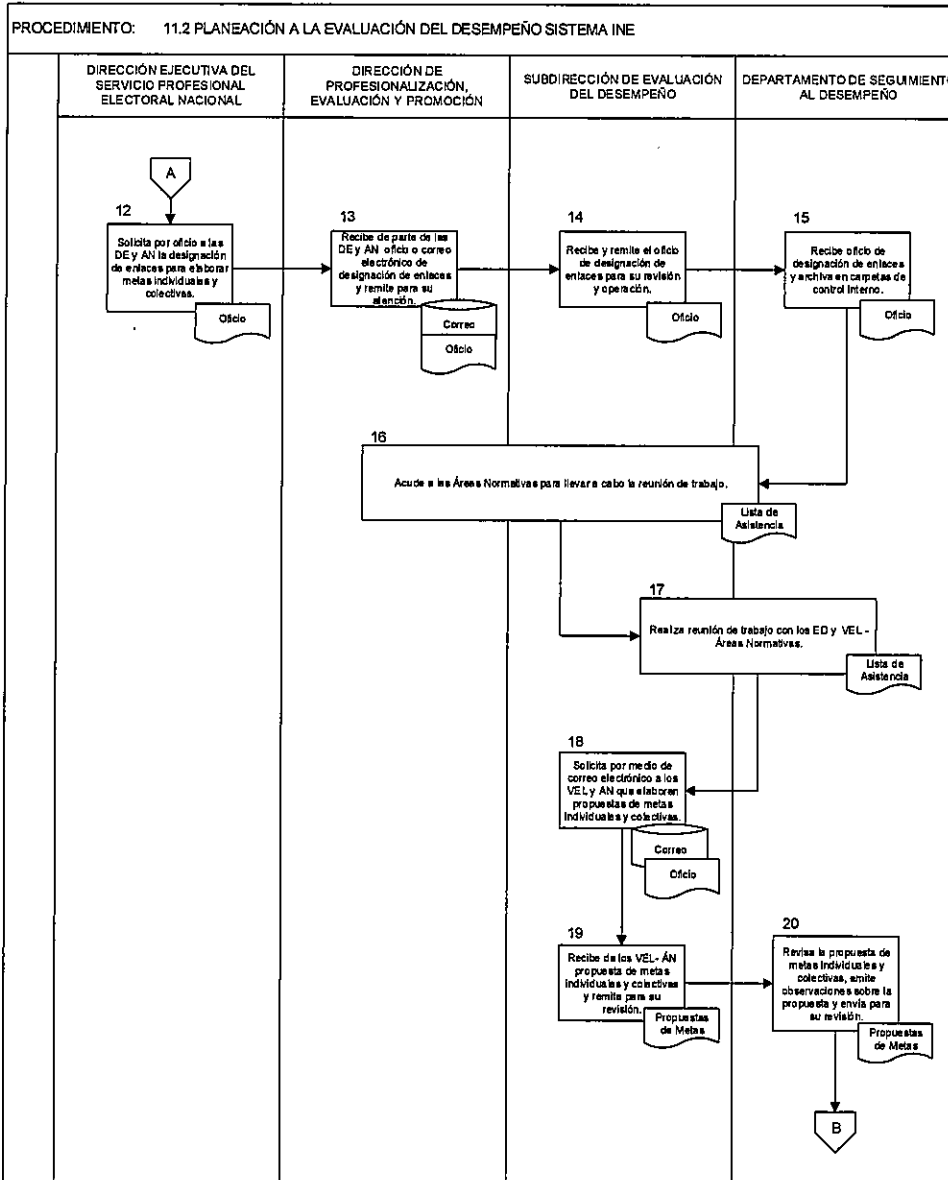 PROCEDIMIENTO: 11.2 PLANEACIÓN A LA EVALUACIÓN DEL DESEMPEÑO SISTEMA INE
DIRECCIÓN EJECUTIVA DEL
SERVICIO PROFESIONAL
ELECTORAL NACIONAL
DIRECCIÓN DE
PROFESIONALIZACIÓN,
EVALUACIÓN Y PROMOCIÓN
SUBDIRECCIÓN DE EVALUACIÓN
DEL DESEMPEÑO
DEPARTAMENTO DE SEGUIMIENTO
AL DESEMPEÑO
A
12
Solicita por oficio a las
DE y AN la designación
de enlaces para elaborar
metas individuales y
colectivas.
Oficio
13
Recibe de parte de las
DE y AN oficio o correo
electrónico de
designación de enlaces
y remite para su
atención.
Correo
Oficio
14
Recibe y remite el oficio
de designación de
enlaces para su revisión
y operación.
Oficio
15
Recibe oficio de
designación de enlaces
y archiva en carpetas de
control interno.
Oficio
16
Acude a las Áreas Normativas para llevar a cabo la reunión de trabajo.
Lista de
Asistencia
17
Realiza reunión de trabajo con los ED y VEL -
Áreas Normativas.
Lista de
Asistencia
18
Solicita por medio de
correo electrónico a los
VEL y AN que elaboren
propuestas de metas
individuales y colectivas.
Correo
Oficio
19
Recibe de los VEL- ÁN
propuesta de metas
individuales y colectivas
y remite para su
revisión.
Propuestas
de Metas
20
Revisa la propuesta de
metas individuales y
colectivas, emite
observaciones sobre la
propuesta y envía para
su revisión.
Propuestas
de Metas
B